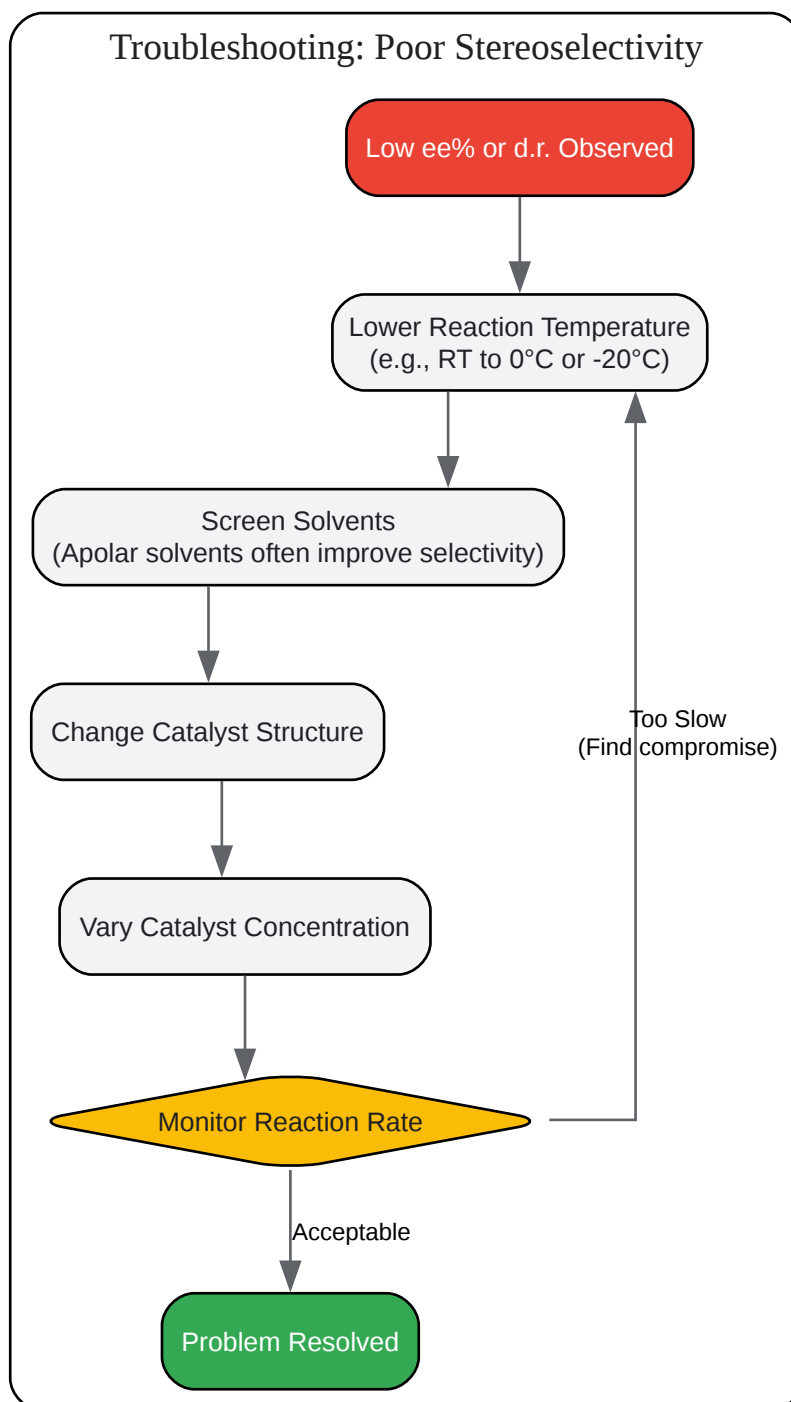 Troubleshooting: Poor Stereoselectivity
Low ee% or d.r. Observed
Lower Reaction Temperature
(e.g., RT to 0°C or -20°C)
Screen Solvents
(Apolar solvents often improve selectivity)
Change Catalyst Structure
Too Slow
(Find compromise)
Vary Catalyst Concentration
Monitor Reaction Rate
Acceptable
Problem Resolved